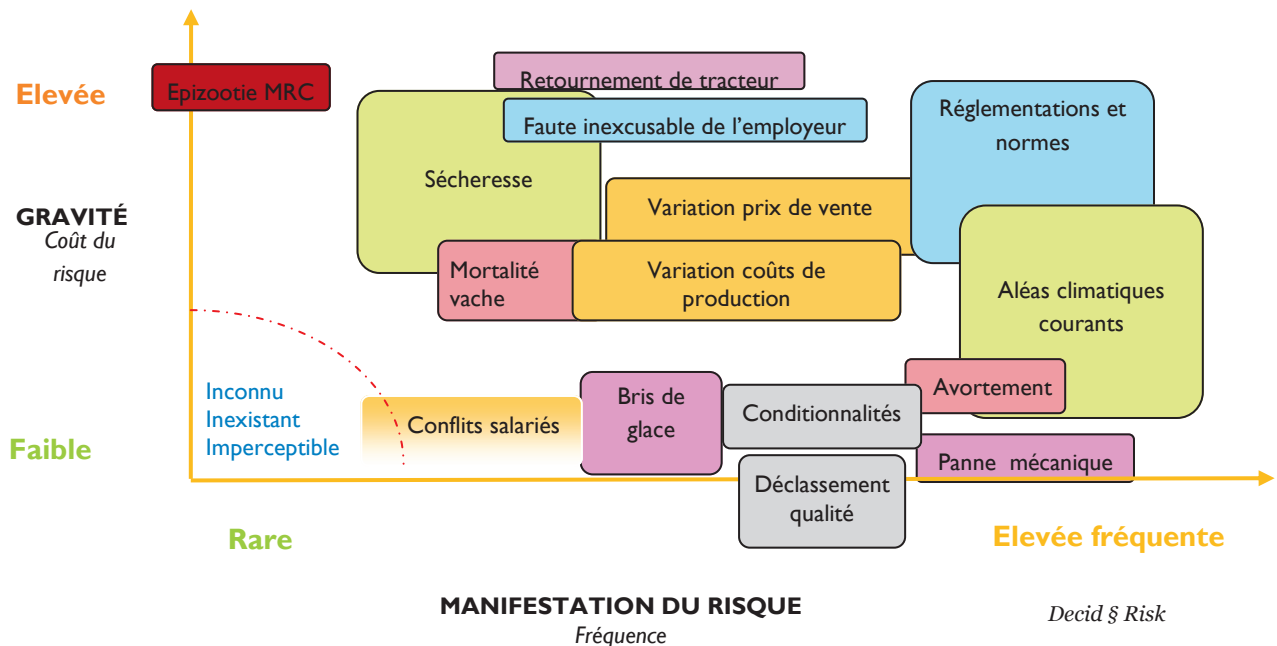 Elevée
Epizootie MRC
Retournement de tracteur
Faute inexcusable de l'employeur
Réglementations et
normes
Sécheresse
GRAVITÉ
Coût du
risque
Variation prix de vente
Mortalité
vache
Variation coûts de
production
Aléas climatiques
courants
Inconnu
Inexistant
Imperceptible
Conflits salariés
Bris de
glace
Conditionnalités
Avortement
Faible
Panne mécanique
Déclassement
qualité
Rare
Elevée fréquente
MANIFESTATION DU RISQUE
Fréquence
Decid § Risk